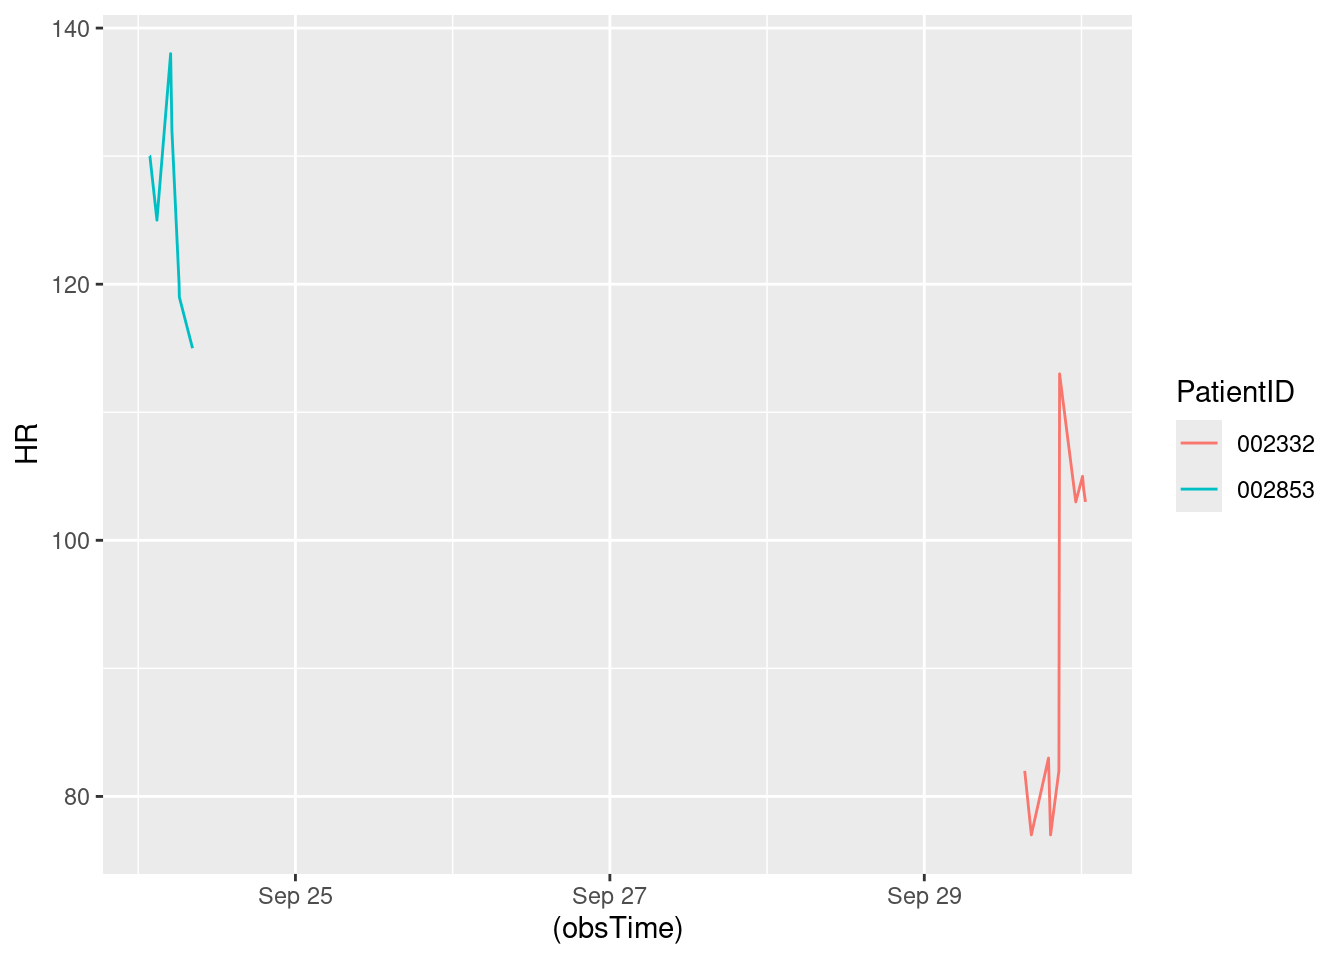 140
120
100
80
HR
Sep 25
Sep 27
Sep 29
(obsTime)
PatientID
002332
002853